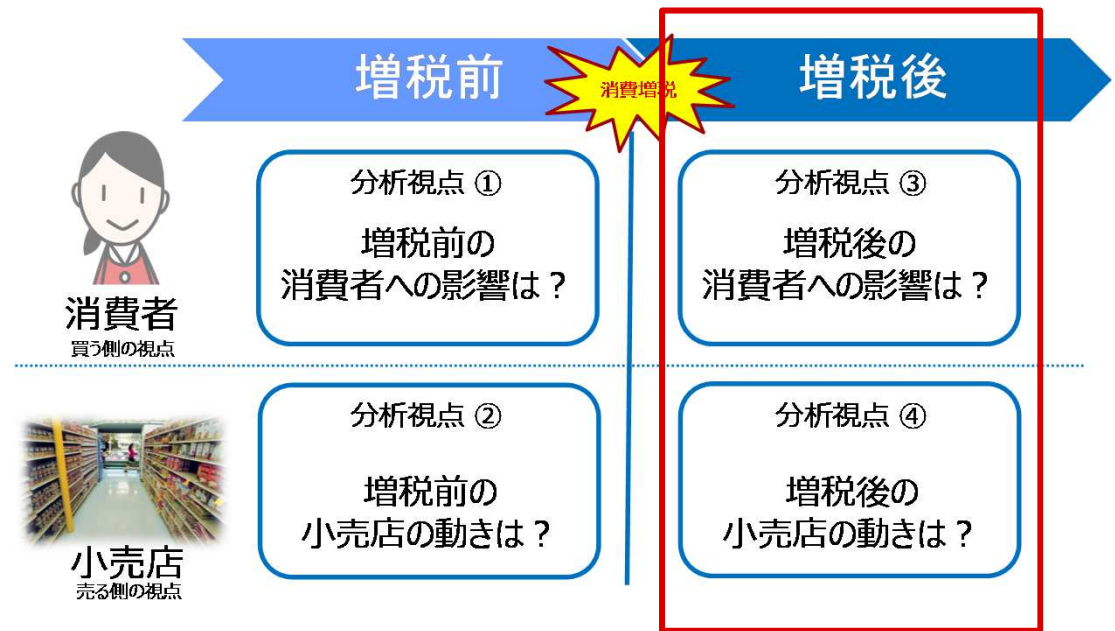 増税前
消費増税
増税後
分析視点 ①
増税前の
消費者への影響は？
分析視点 ③
増税後の
消費者への影響は？
消費者
買う側の視点
分析視点 ②
増税前の
小売店の動きは？
分析視点 ④
増税後の
小売店の動きは？
小売店
売る側の視点